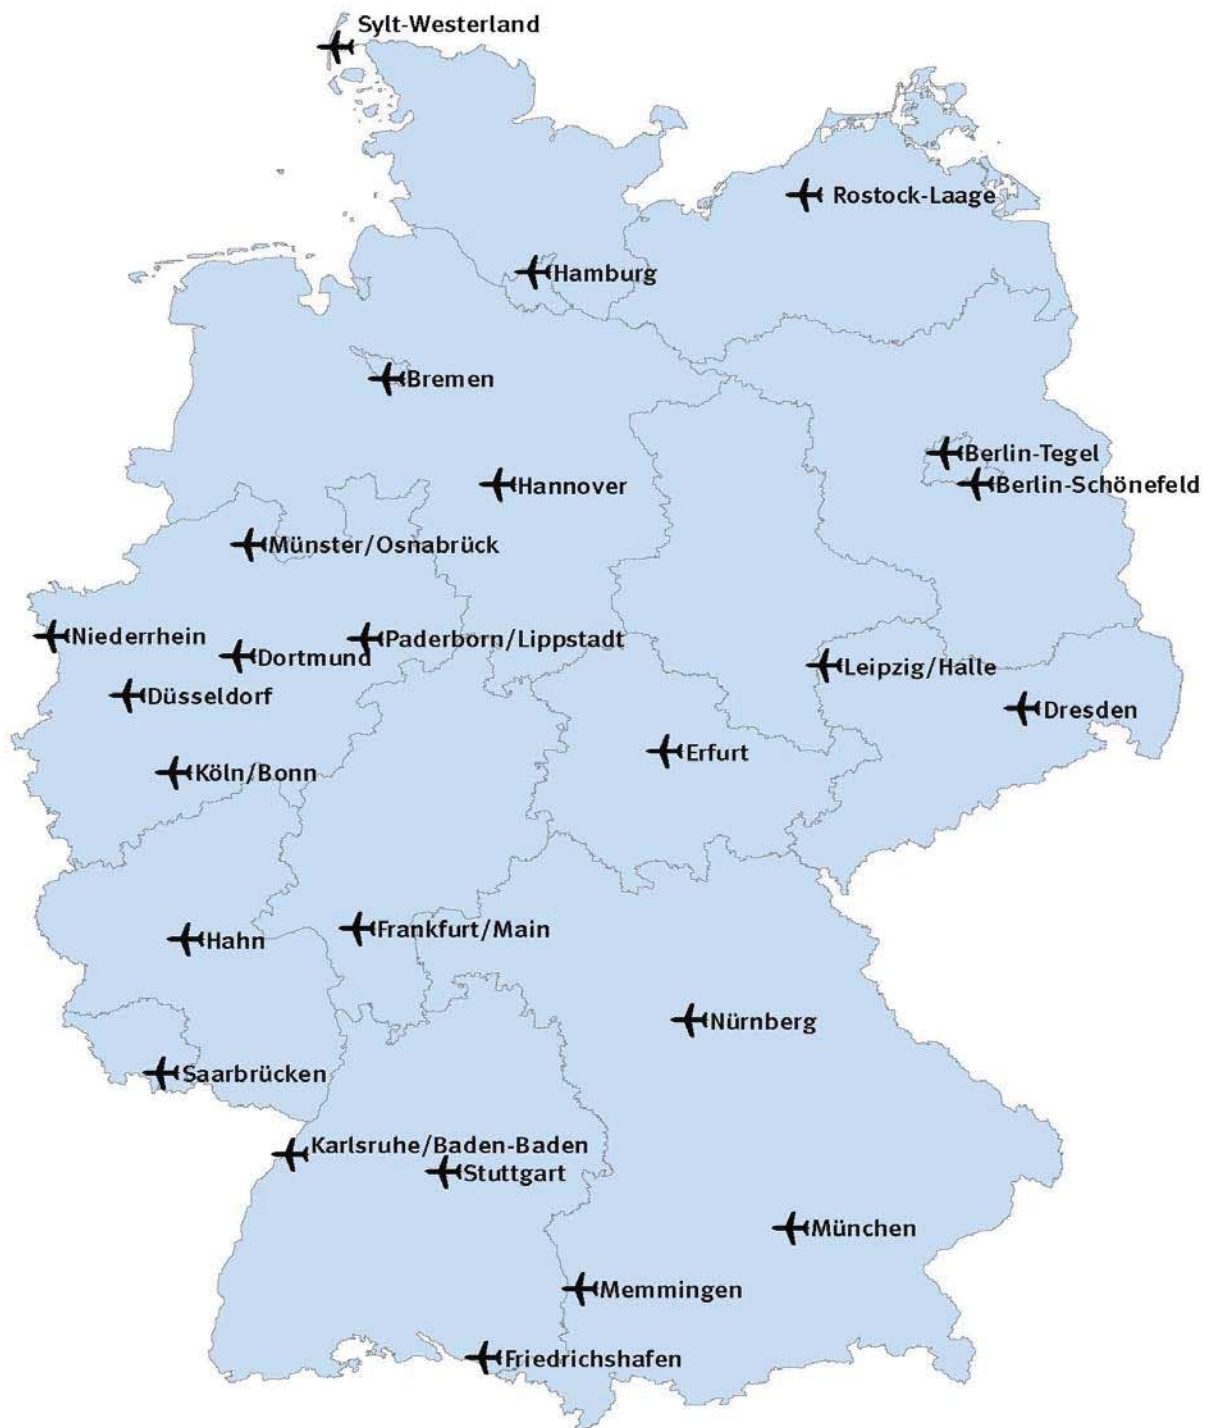 Sylt-Westerland
Rostock-Laage
Hamburg
Bremen
Berlin-Tegel
Berlin-Schönefeld
Hannover
Münster/Osnabrück
Niederrhein
Paderborn/Lippstadt
Dortmund
Leipzig/Halle
Düsseldorf
Dresden
Erfurt
Köln/Bonn
Frankfurt/Main
Hahn
Nürnberg
Saarbrücken
Karlsruhe/Baden-Baden
Stuttgart
München
Memmingen
Friedrichshafen